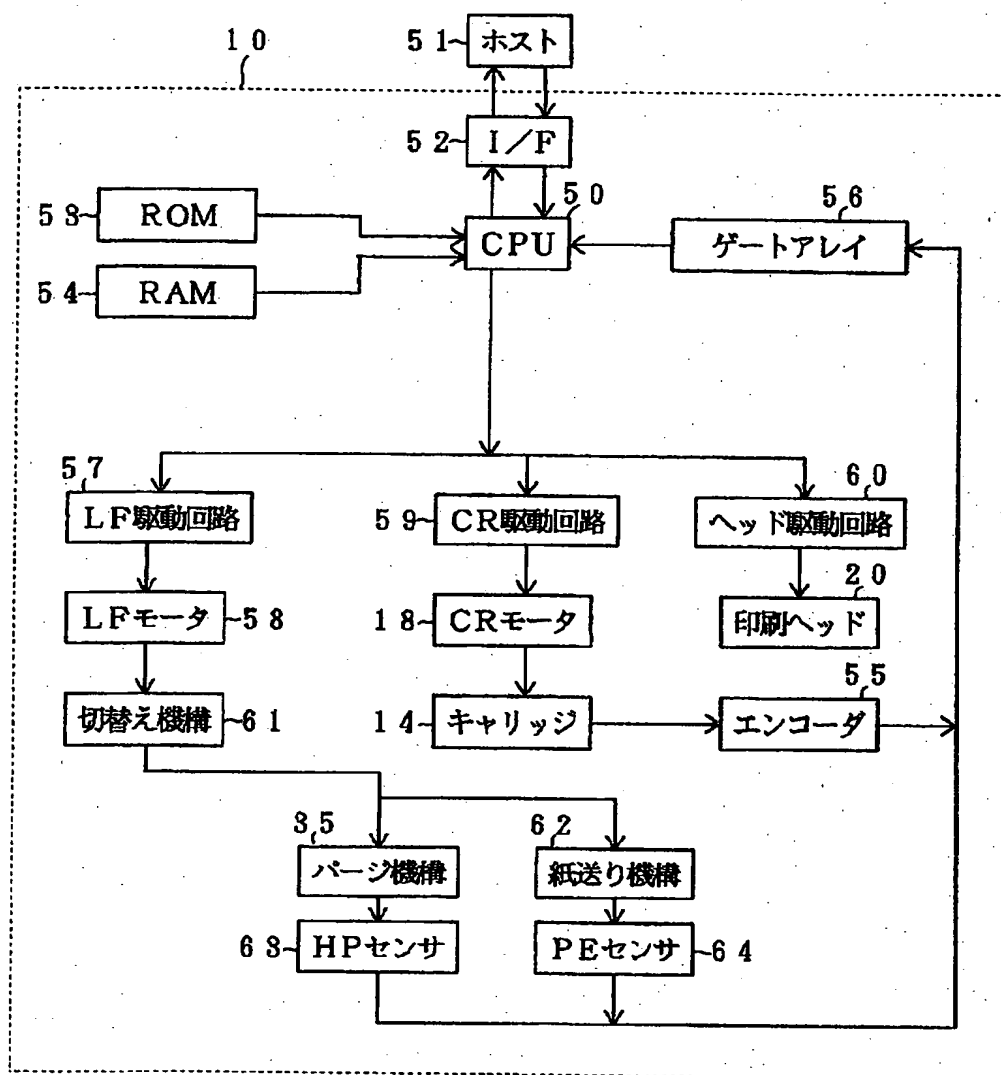 10
51 ホスト
52 I/F
53 ROM
50
CPU
56
ゲートアレイ
54 RAM
57
LF駆動回路
59 CR駆動回路
60
ヘッド駆動回路
LFモータ 58
18 CRモータ
20
印刷ヘッド
切替え機構 61
14 キャリッジ
55
エンコーダ
35
パージ機構
62
紙送り機構
63 HPセンサ
PEセンサ 64